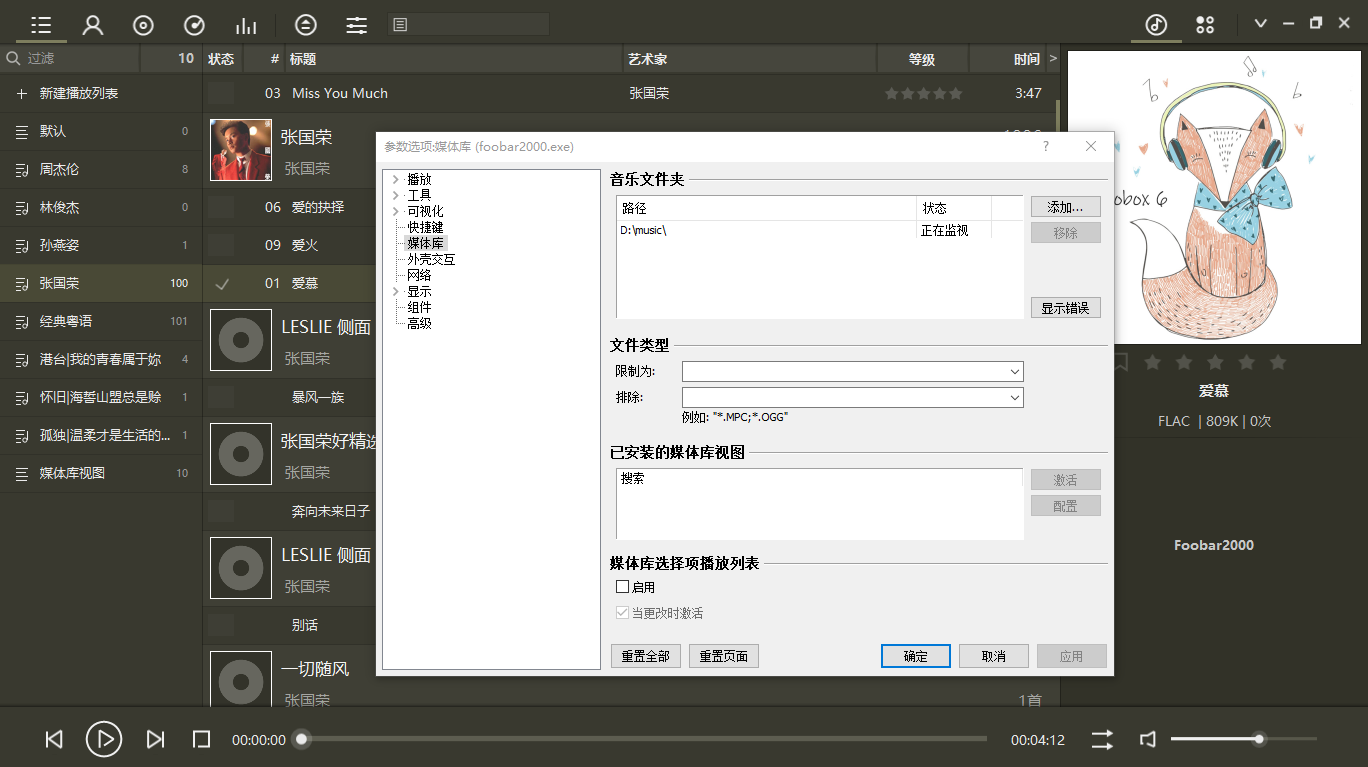 过滤
10
新建播放列表
默认 0
周杰伦 8
林俊杰 0
孙燕姿 1
张国荣 100
经典粤语 101
港台|我的青春属于妳 4
怀旧|海誓山盟总是赊 1
孤独|温柔才是生活的... 1
媒体库视图 10
状态 # 标题 艺术家 等级 时间 >
03 Miss You Much 张国荣 3:47
张国荣
张国荣
06 爱的抉择
09 爱火
01 爱慕
LESLIE 侧面
张国荣
暴风一族
张国荣好精选
张国荣
奔向未来日子
LESLIE 侧面
张国荣
别话
一切随风
张国荣
1首
参数选项:媒体库 (foobar2000.exe)
?
播放
工具
可视化
快捷键
媒体库
外壳交互
网络
显示
组件
高级
音乐文件夹
路径 状态
D:\music\ 正在监视
添加...
移除
显示错误
文件类型
限制为:
排除:
例如: "*.MPC;*.OGG"
已安装的媒体库视图
搜索
激活
配置
媒体库选择项播放列表
启用
当更改时激活
重置全部 重置页面 确定 取消 应用
obox 6
爱慕
FLAC | 809K | 0次
Foobar2000
00:00:00 00:04:12